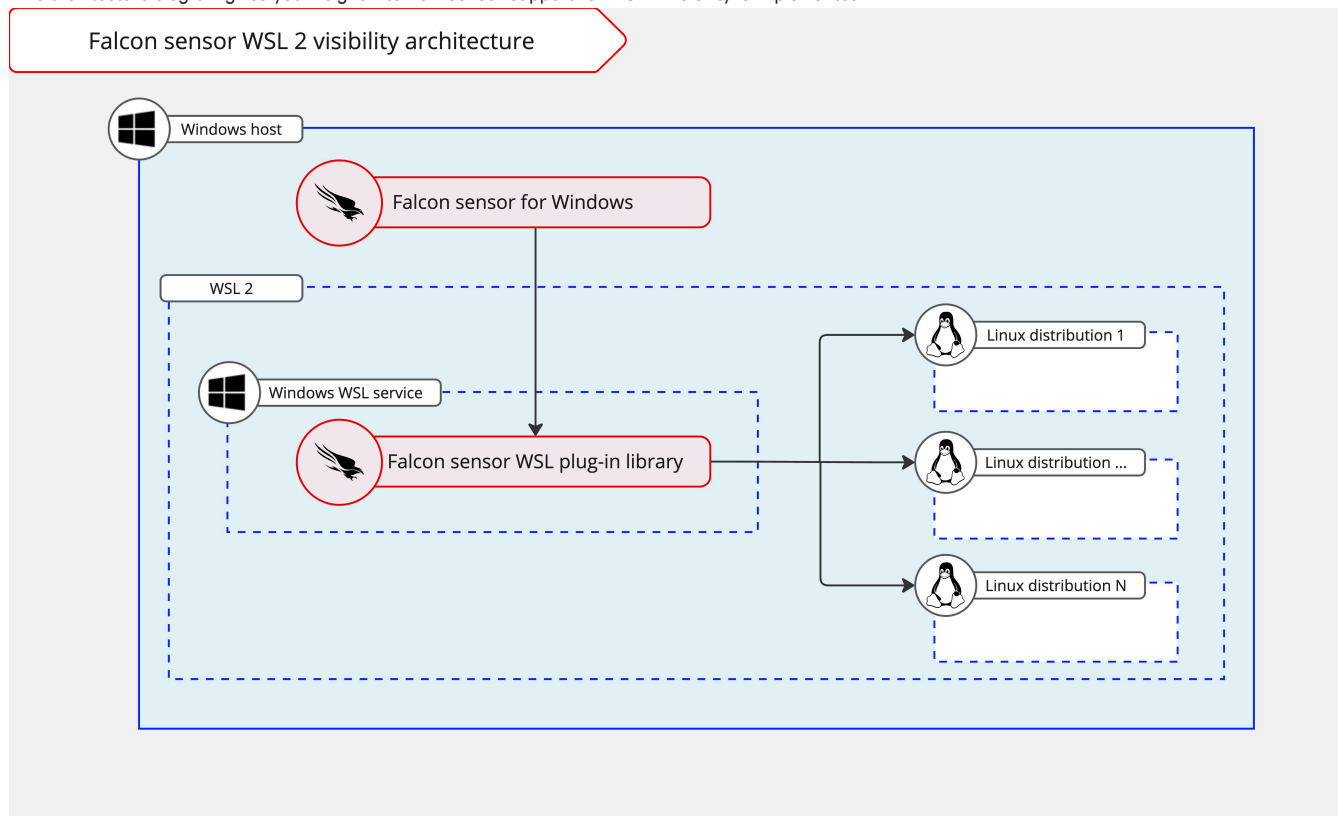 Falcon sensor WSL 2 visibility architecture
Windows host
Falcon sensor for Windows
WSL 2
Linux distribution 1
Windows WSL service
Falcon sensor WSL plug-in library
Linux distribution ...
Linux distribution N